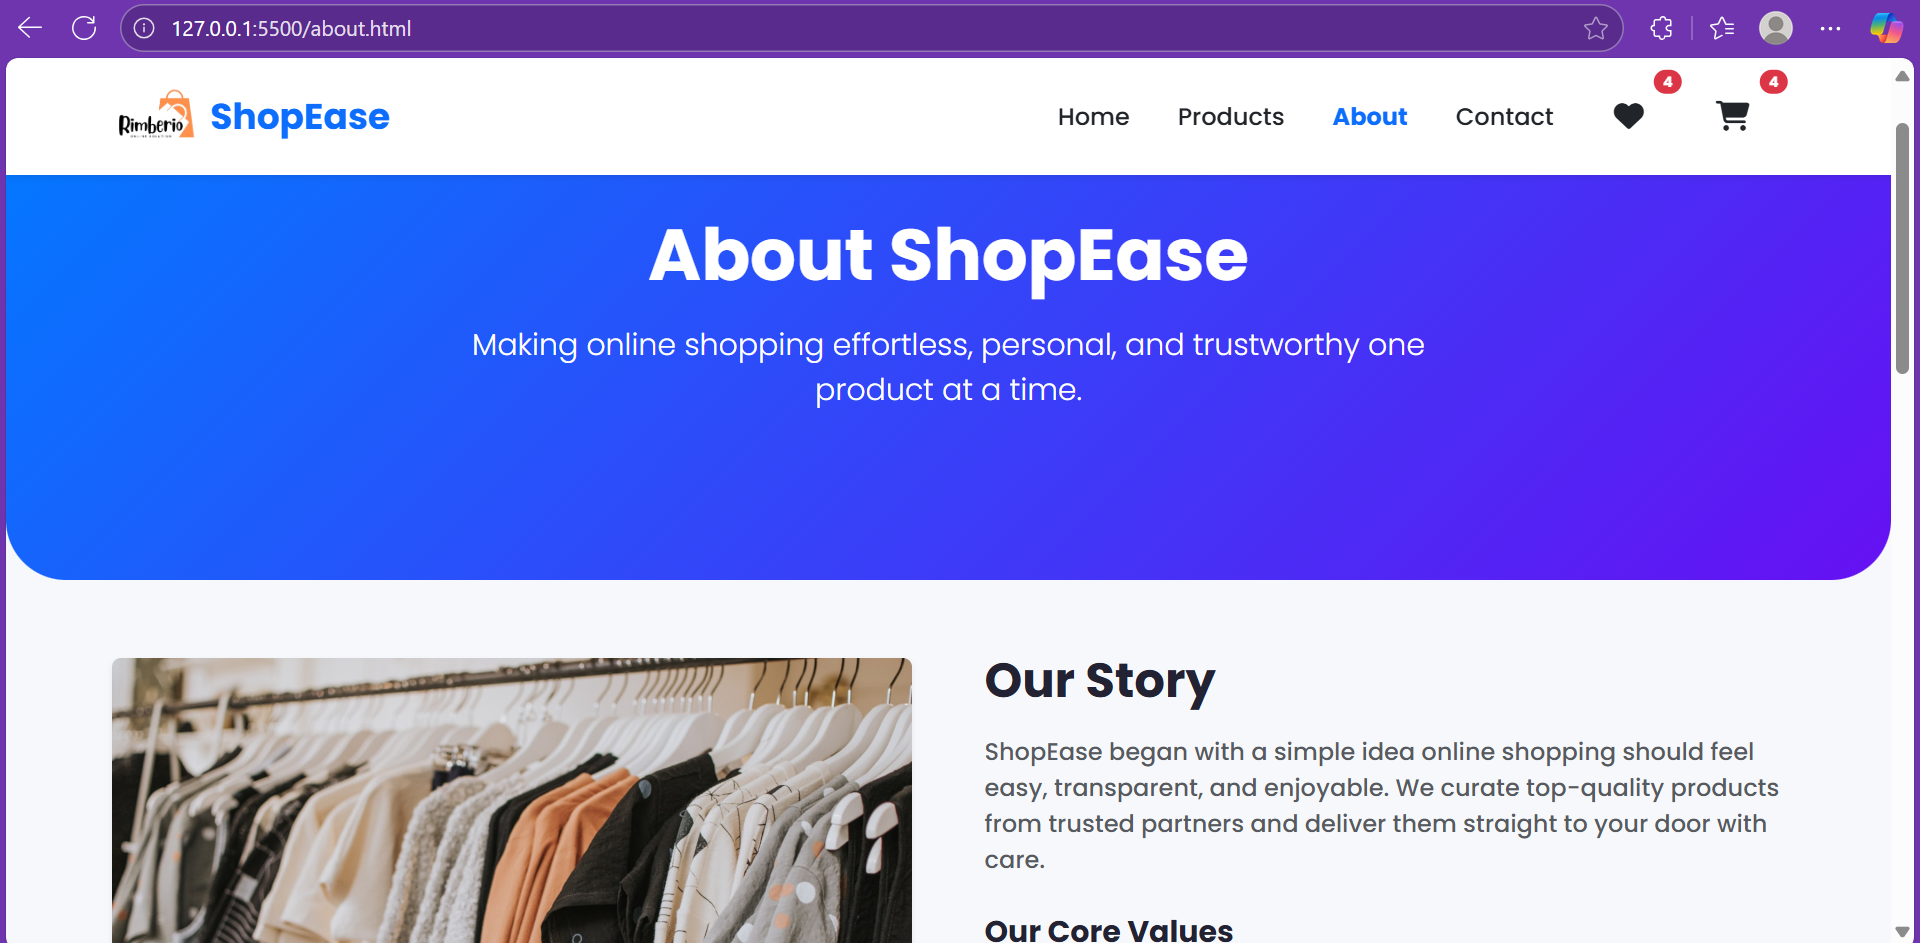 127.0.0.1:5500/about.html
Rimberio
ShopEase
Home
Products
About
Contact
4
4
About ShopEase
Making online shopping effortless, personal, and trustworthy one
product at a time.
Our Story
ShopEase began with a simple idea online shopping should feel
easy, transparent, and enjoyable. We curate top-quality products
from trusted partners and deliver them straight to your door with
care.
Our Core Values